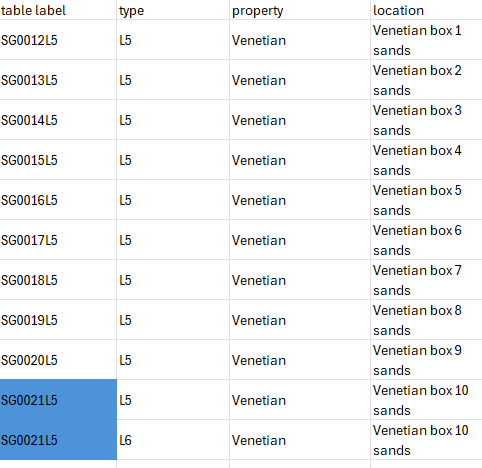 table label type property location
SG0012L5 L5 Venetian Venetian box 1 sands
SG0013L5 L5 Venetian Venetian box 2 sands
SG0014L5 L5 Venetian Venetian box 3 sands
SG0015L5 L5 Venetian Venetian box 4 sands
SG0016L5 L5 Venetian Venetian box 5 sands
SG0017L5 L5 Venetian Venetian box 6 sands
SG0018L5 L5 Venetian Venetian box 7 sands
SG0019L5 L5 Venetian Venetian box 8 sands
SG0020L5 L5 Venetian Venetian box 9 sands
SG0021L5 L5 Venetian Venetian box 10 sands
SG0021L5 L6 Venetian Venetian box 10 sands